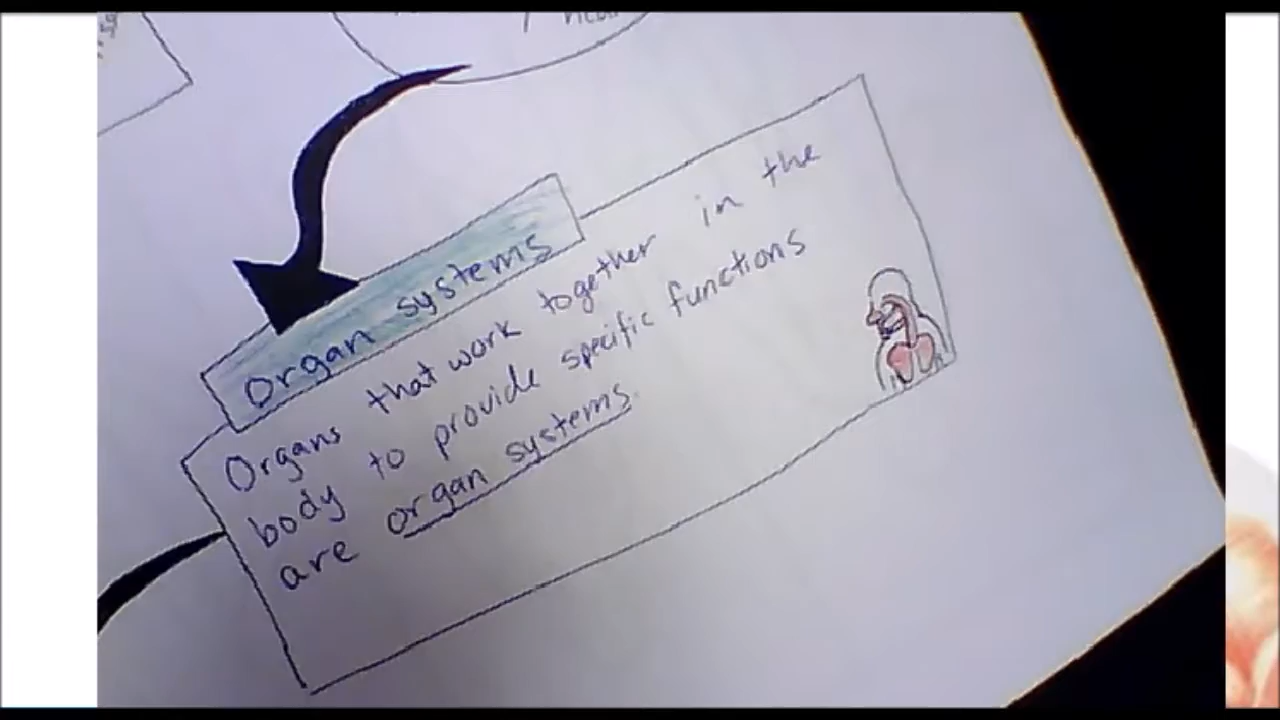 Organ systems
Organs that work together in the
body to provide specific functions
are organ systems.